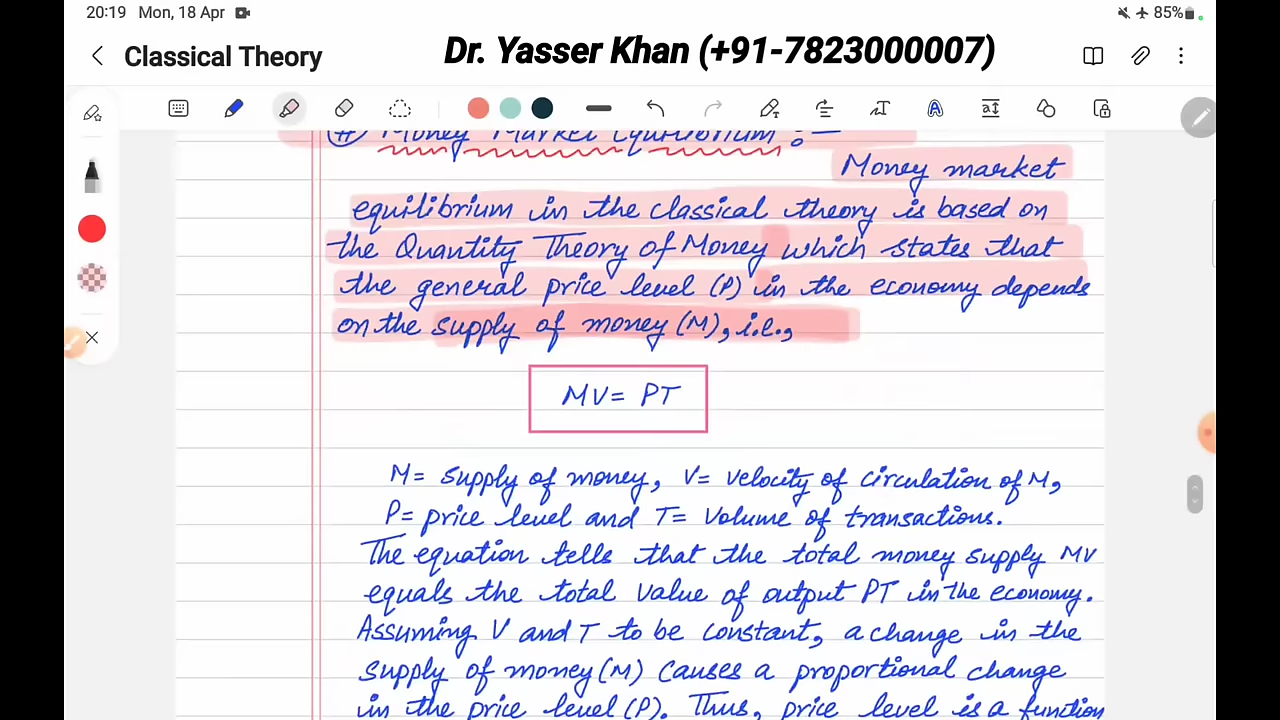 20:19 Mon, 18 Apr
85%
Classical Theory
Dr. Yasser Khan (+91-7823000007)
(#) Money Market Equilibrium :—
Money market
equilibrium in the classical theory is based on
the Quantity Theory of Money which states that
the general price level (P) in the economy depends
on the supply of money (M), i.e.,
MV = PT
M = supply of money, V = velocity of circulation of M,
P = price level and T = volume of transactions.
The equation tells that the total money supply MV
equals the total value of output PT in the economy.
Assuming V and T to be constant, a change in the
supply of money (M) causes a proportional change
in the price level (P). Thus, price level is a function